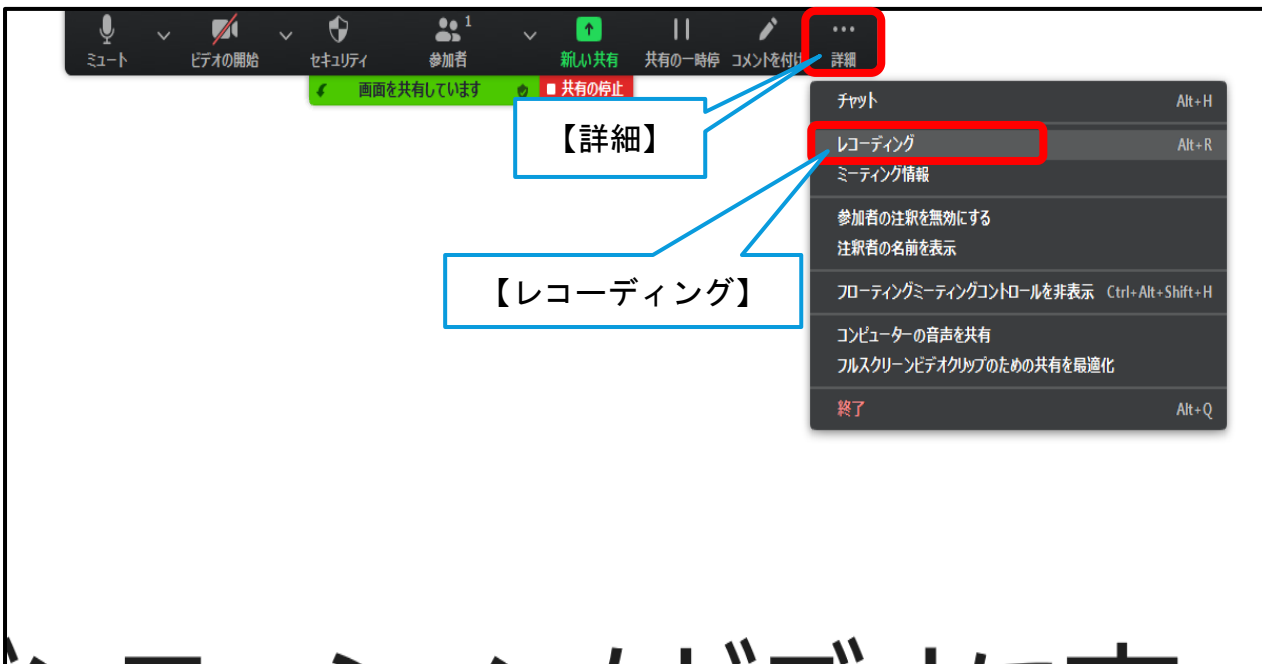 1
ミュート
ビデオの開始
セキュリティ
参加者
新しい共有
共有の一時停
コメントを付け
詳細
画面を共有しています
共有の停止
【詳細】
チャット Alt+H
レコーディング Alt+R
ミーティング情報
参加者の注釈を無効にする
注釈者の名前を表示
【レコーディング】
フローティングミーティングコントロールを非表示 Ctrl+Alt+Shift+H
コンピューターの音声を共有
フルスクリーンビデオクリップのための共有を最適化
終了 Alt+Q